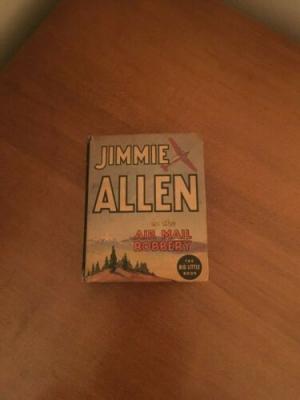 JIMMIE
ALLEN
in the
AIR MAIL
ROBBERY
THE
BIG LITTLE
BOOK